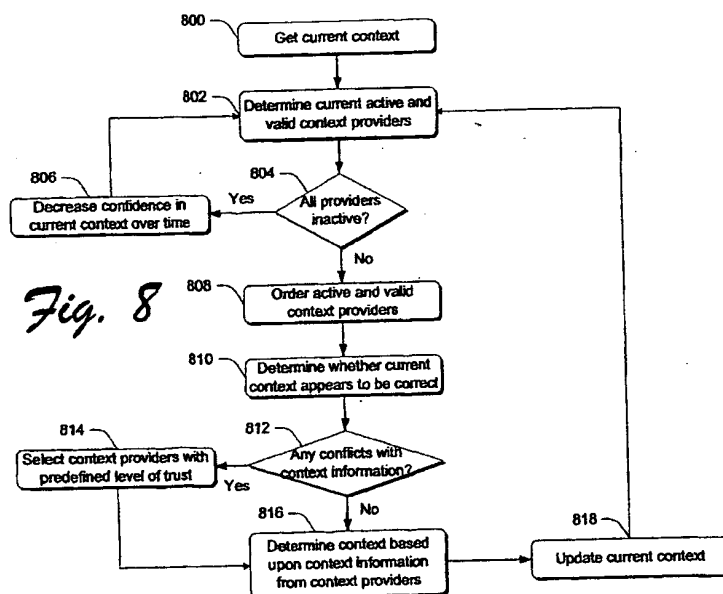 800
Get current context
802
Determine current active and
valid context providers
804
All providers
inactive?
Yes
No
806
Decrease confidence in
current context over time
Fig. 8
808
Order active and valid
context providers
810
Determine whether current
context appears to be correct
812
Any conflicts with
context information?
Yes
No
814
Select context providers with
predefined level of trust
816
Determine context based
upon context information
from context providers
818
Update current context